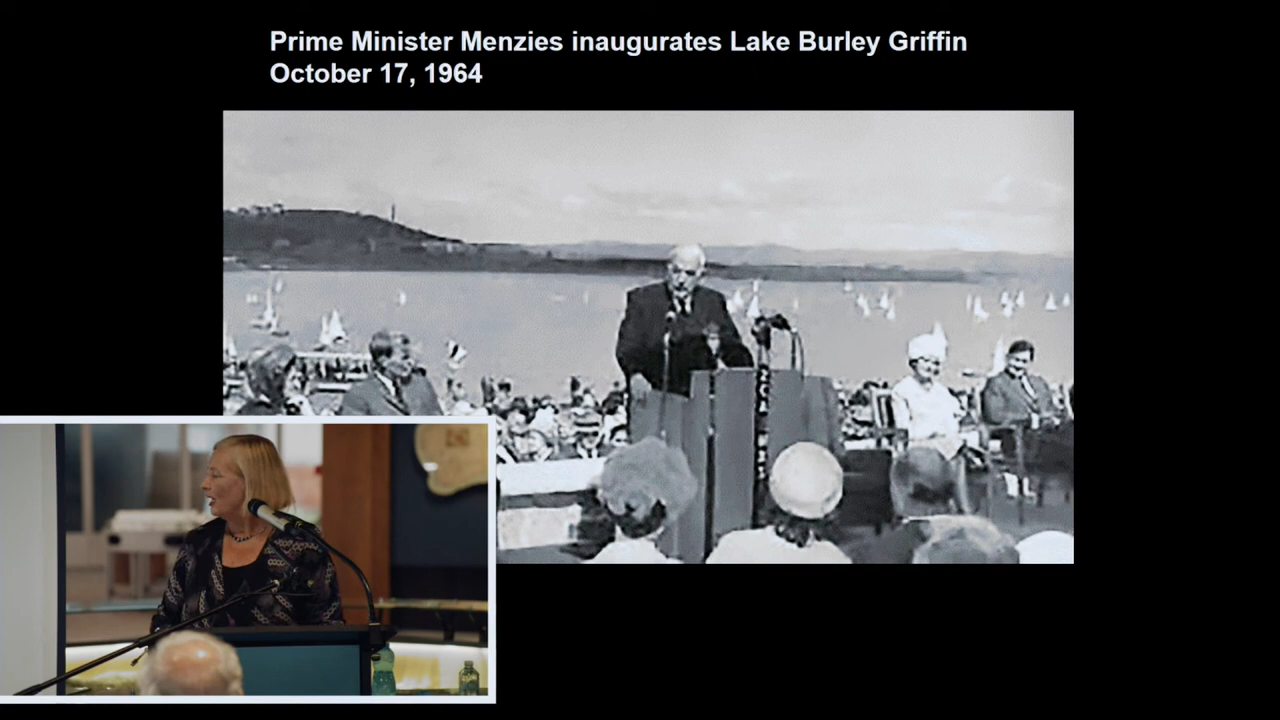 Prime Minister Menzies inaugurates Lake Burley Griffin
October 17, 1964